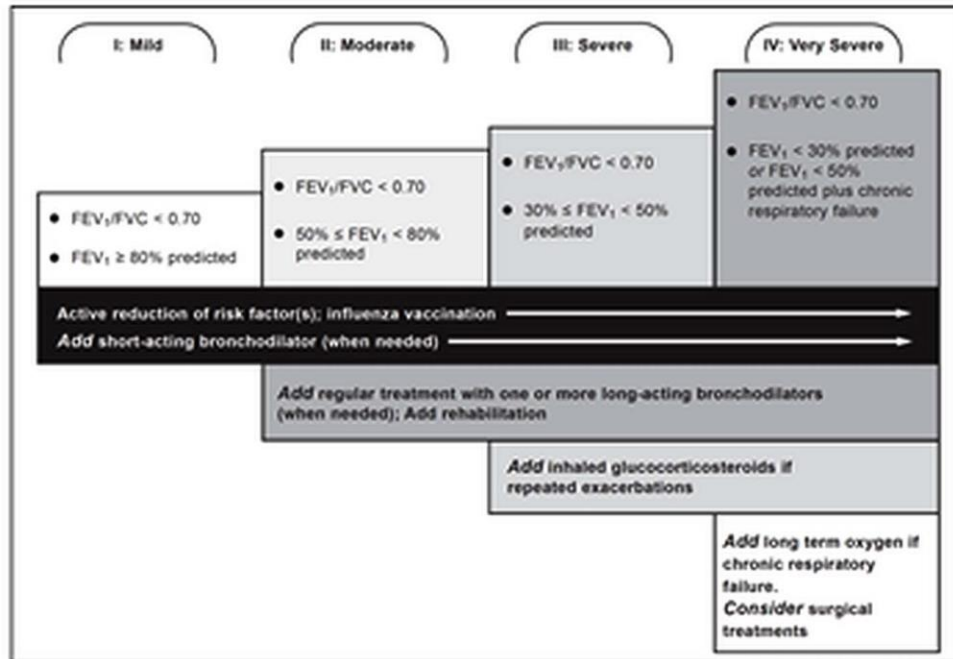 I: Mild
II: Moderate
III: Severe
IV: Very Severe
● FEV₁/FVC < 0.70
● FEV₁ ≥ 80% predicted
● FEV₁/FVC < 0.70
● 50% ≤ FEV₁ < 80%
predicted
● FEV₁/FVC < 0.70
● 30% ≤ FEV₁ < 50%
predicted
● FEV₁/FVC < 0.70
● FEV₁ < 30% predicted
or FEV₁ < 50%
predicted plus chronic
respiratory failure
Active reduction of risk factor(s); influenza vaccination
Add short-acting bronchodilator (when needed)
Add regular treatment with one or more long-acting bronchodilators
(when needed); Add rehabilitation
Add inhaled glucocorticosteroids if
repeated exacerbations
Add long term oxygen if
chronic respiratory
failure.
Consider surgical
treatments